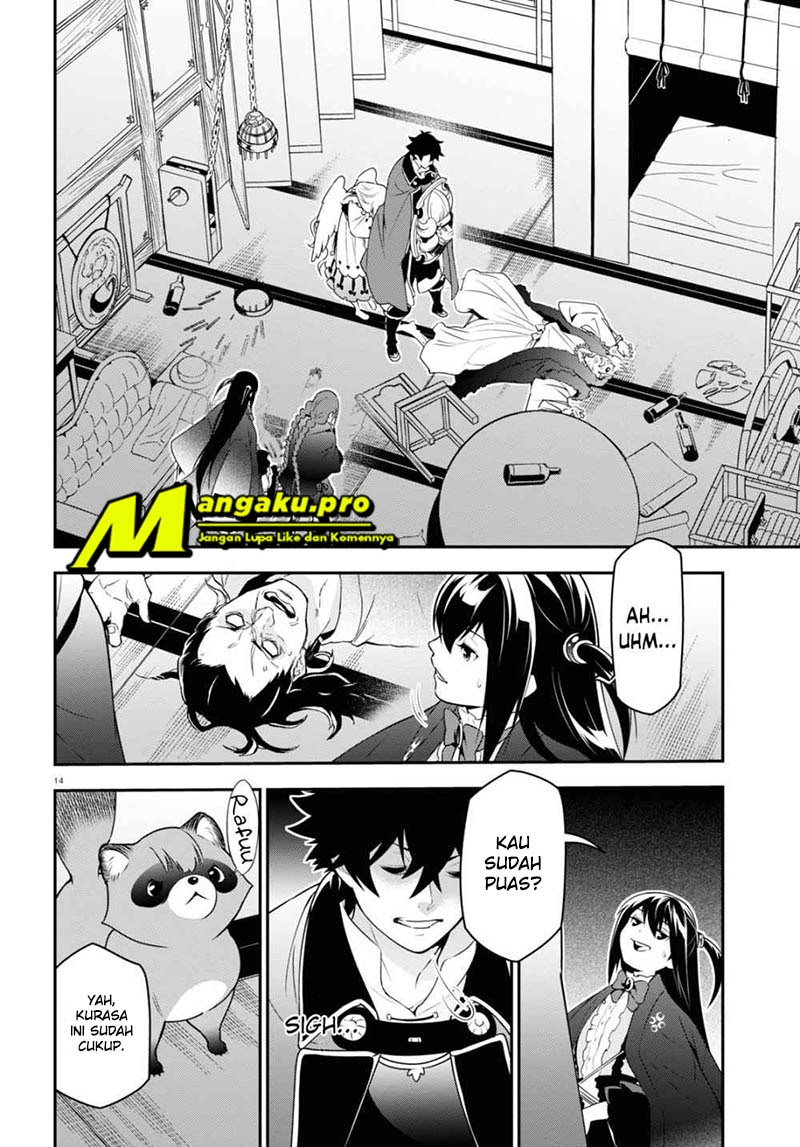 Mangaku.pro
Jangan Lupa Like dan Komennya
AH...
UHM...
14
KAU
SUDAH
PUAS?
SIGH...
Rafuu
YAH,
KURASA
INI SUDAH
CUKUP.